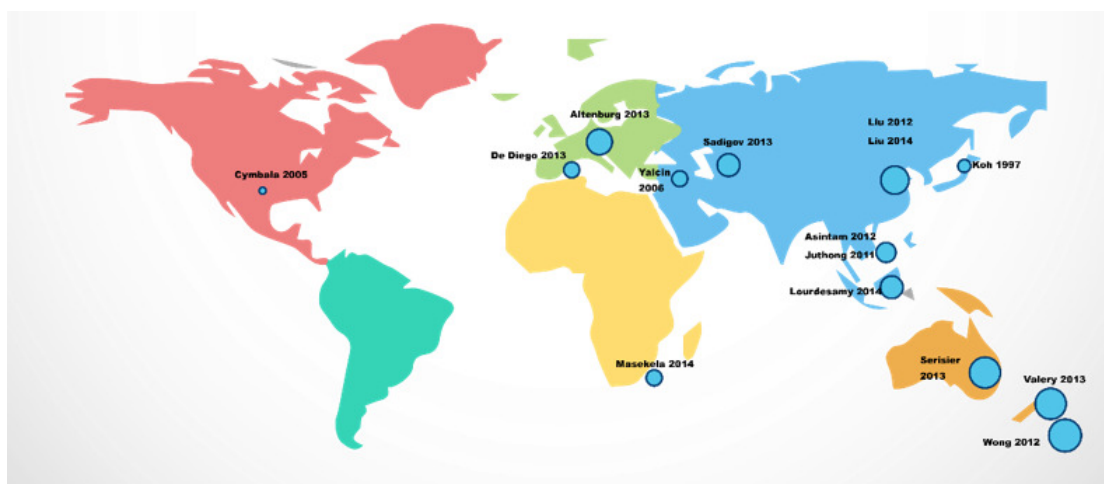 Altenburg 2013
Llu 2012
Liu 2014
Sadigov 2013
De Diego 2013
Koh 1997
Cymbala 2005
Yalcin
2006
Asintam 2012
Juthong 2011
Lourdesamy 2014
Masekela 2014
Serisier
2013
Valery 2013
Wong 2012